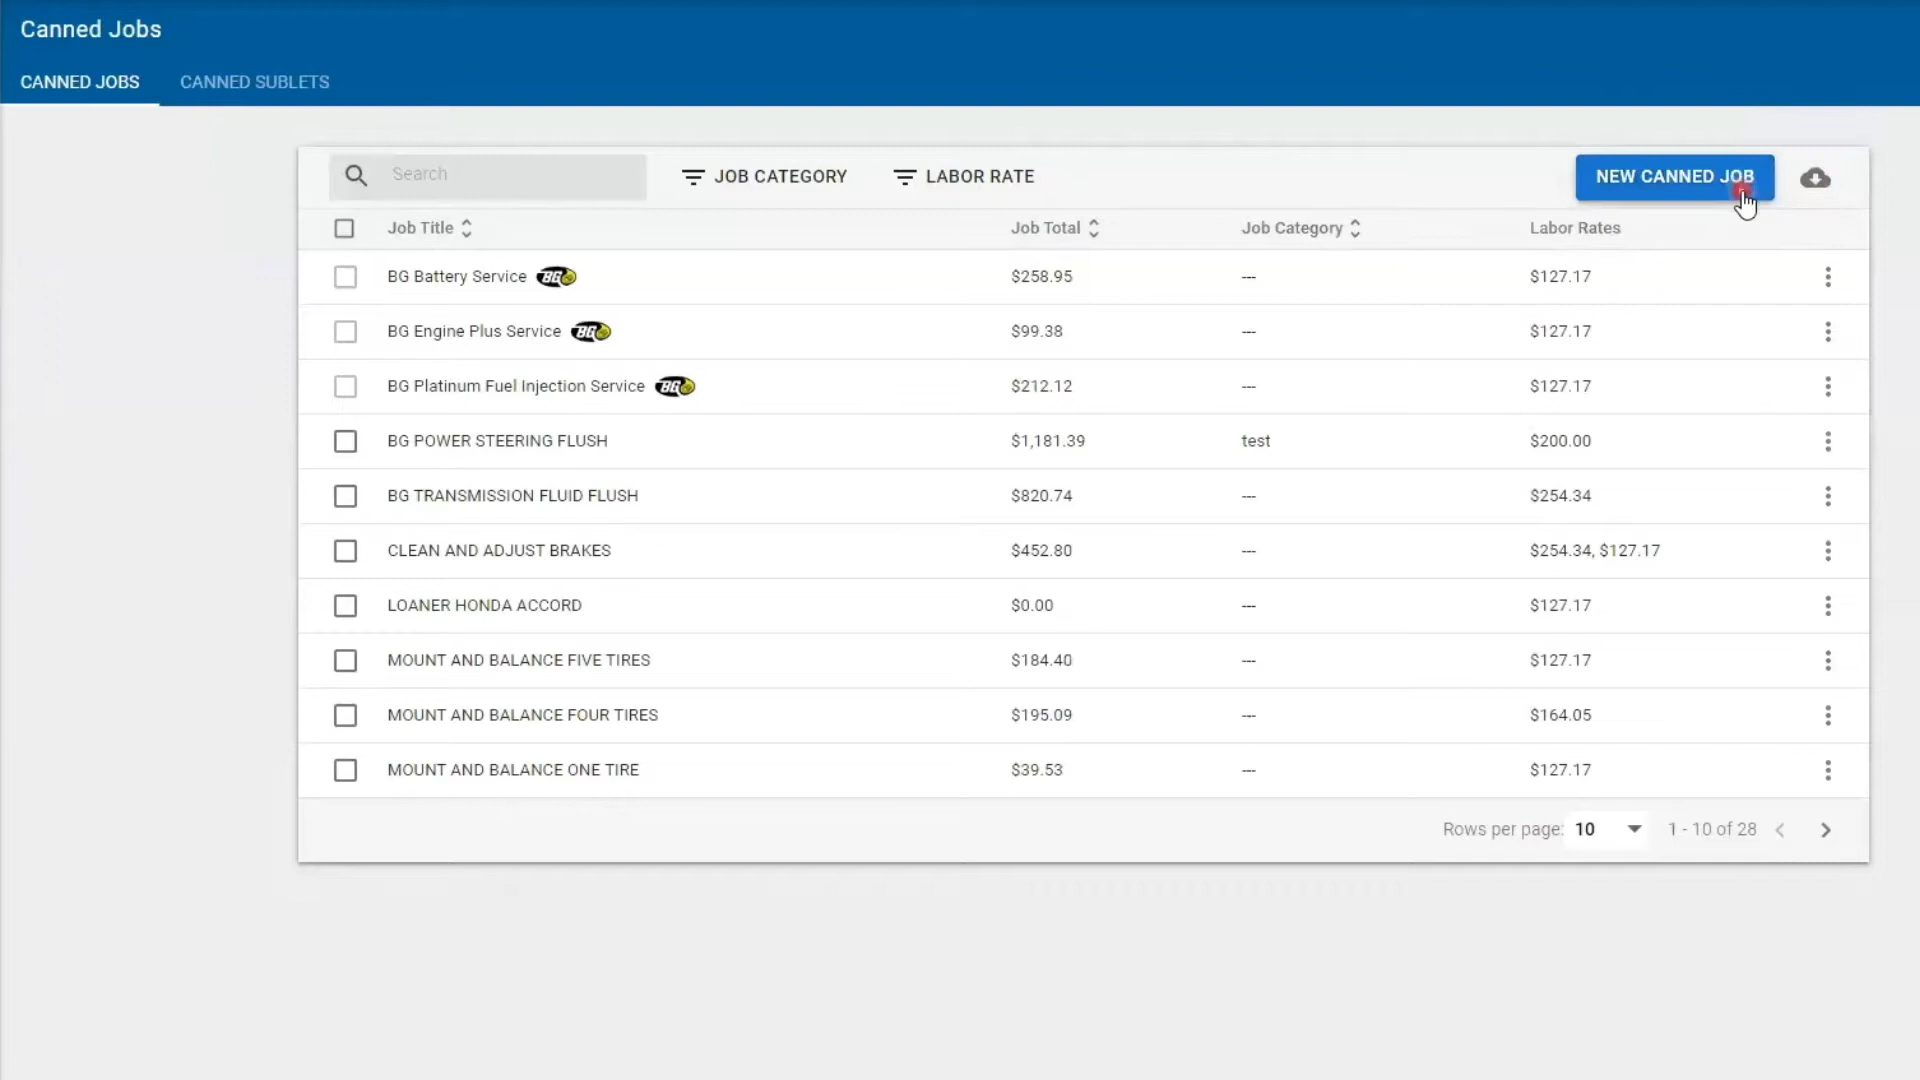 Canned Jobs
CANNED JOBS CANNED SUBLETS
Search JOB CATEGORY LABOR RATE NEW CANNED JOB
Job Title Job Total Job Category Labor Rates
BG Battery Service BG $258.95 --- $127.17
BG Engine Plus Service BG $99.38 --- $127.17
BG Platinum Fuel Injection Service BG $212.12 --- $127.17
BG POWER STEERING FLUSH $1,181.39 test $200.00
BG TRANSMISSION FLUID FLUSH $820.74 --- $254.34
CLEAN AND ADJUST BRAKES $452.80 --- $254.34, $127.17
LOANER HONDA ACCORD $0.00 --- $127.17
MOUNT AND BALANCE FIVE TIRES $184.40 --- $127.17
MOUNT AND BALANCE FOUR TIRES $195.09 --- $164.05
MOUNT AND BALANCE ONE TIRE $39.53 --- $127.17
Rows per page: 10 1 - 10 of 28